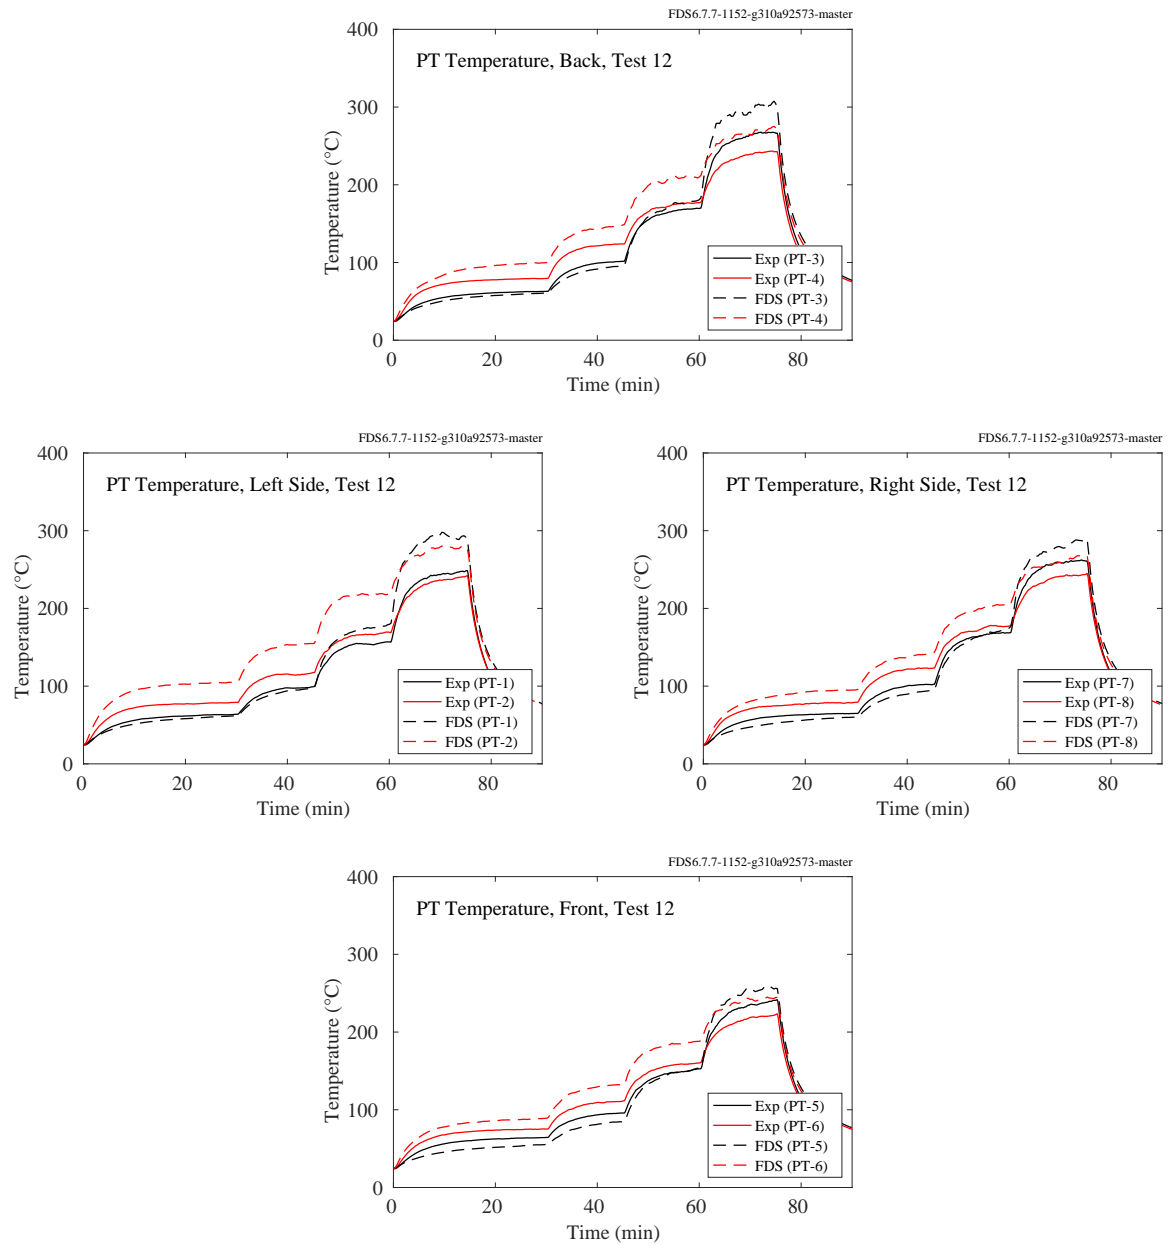 FDS6.7.7-1152-g310a92573-master
PT Temperature, Back, Test 12
400
300
200
100
0
Temperature (°C)
0 20 40 60 80
Time (min)
Exp (PT-3)
Exp (PT-4)
FDS (PT-3)
FDS (PT-4)
FDS6.7.7-1152-g310a92573-master
PT Temperature, Left Side, Test 12
400
300
200
100
0
Temperature (°C)
0 20 40 60 80
Time (min)
Exp (PT-1)
Exp (PT-2)
FDS (PT-1)
FDS (PT-2)
FDS6.7.7-1152-g310a92573-master
PT Temperature, Right Side, Test 12
400
300
200
100
0
Temperature (°C)
0 20 40 60 80
Time (min)
Exp (PT-7)
Exp (PT-8)
FDS (PT-7)
FDS (PT-8)
FDS6.7.7-1152-g310a92573-master
PT Temperature, Front, Test 12
400
300
200
100
0
Temperature (°C)
0 20 40 60 80
Time (min)
Exp (PT-5)
Exp (PT-6)
FDS (PT-5)
FDS (PT-6)